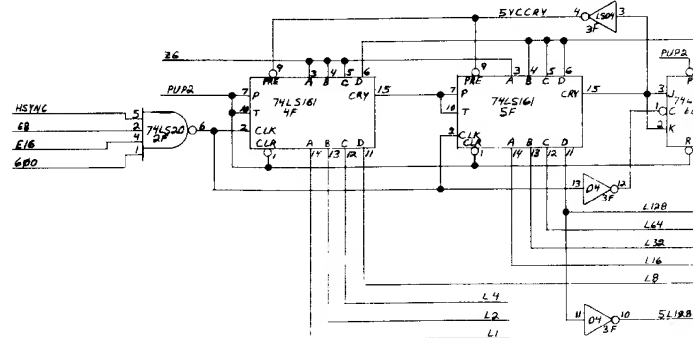 5VCCRY 4 LS04 3
3F
Z6
9 3 4 5 6 9 3 4 5 6
PUP2
PUP2 7 P PRE A B C D CRY 15 7 P PRE A B C D CRY 15 3 J
HSYNC 5 10 T 74LS161 10 T 74LS161 1 C
6B 2 74LS20 6 4F 5F 2 K
E16 4 2F 2 CLK 2 CLK
600 1 CLR A B C D CLR A B C D R
1 14 13 12 11 1 14 13 12 11
13 04 12
3F
L128
L64
L32
L16
L8
L4
L2
L1
11 04 10 5L128
3F